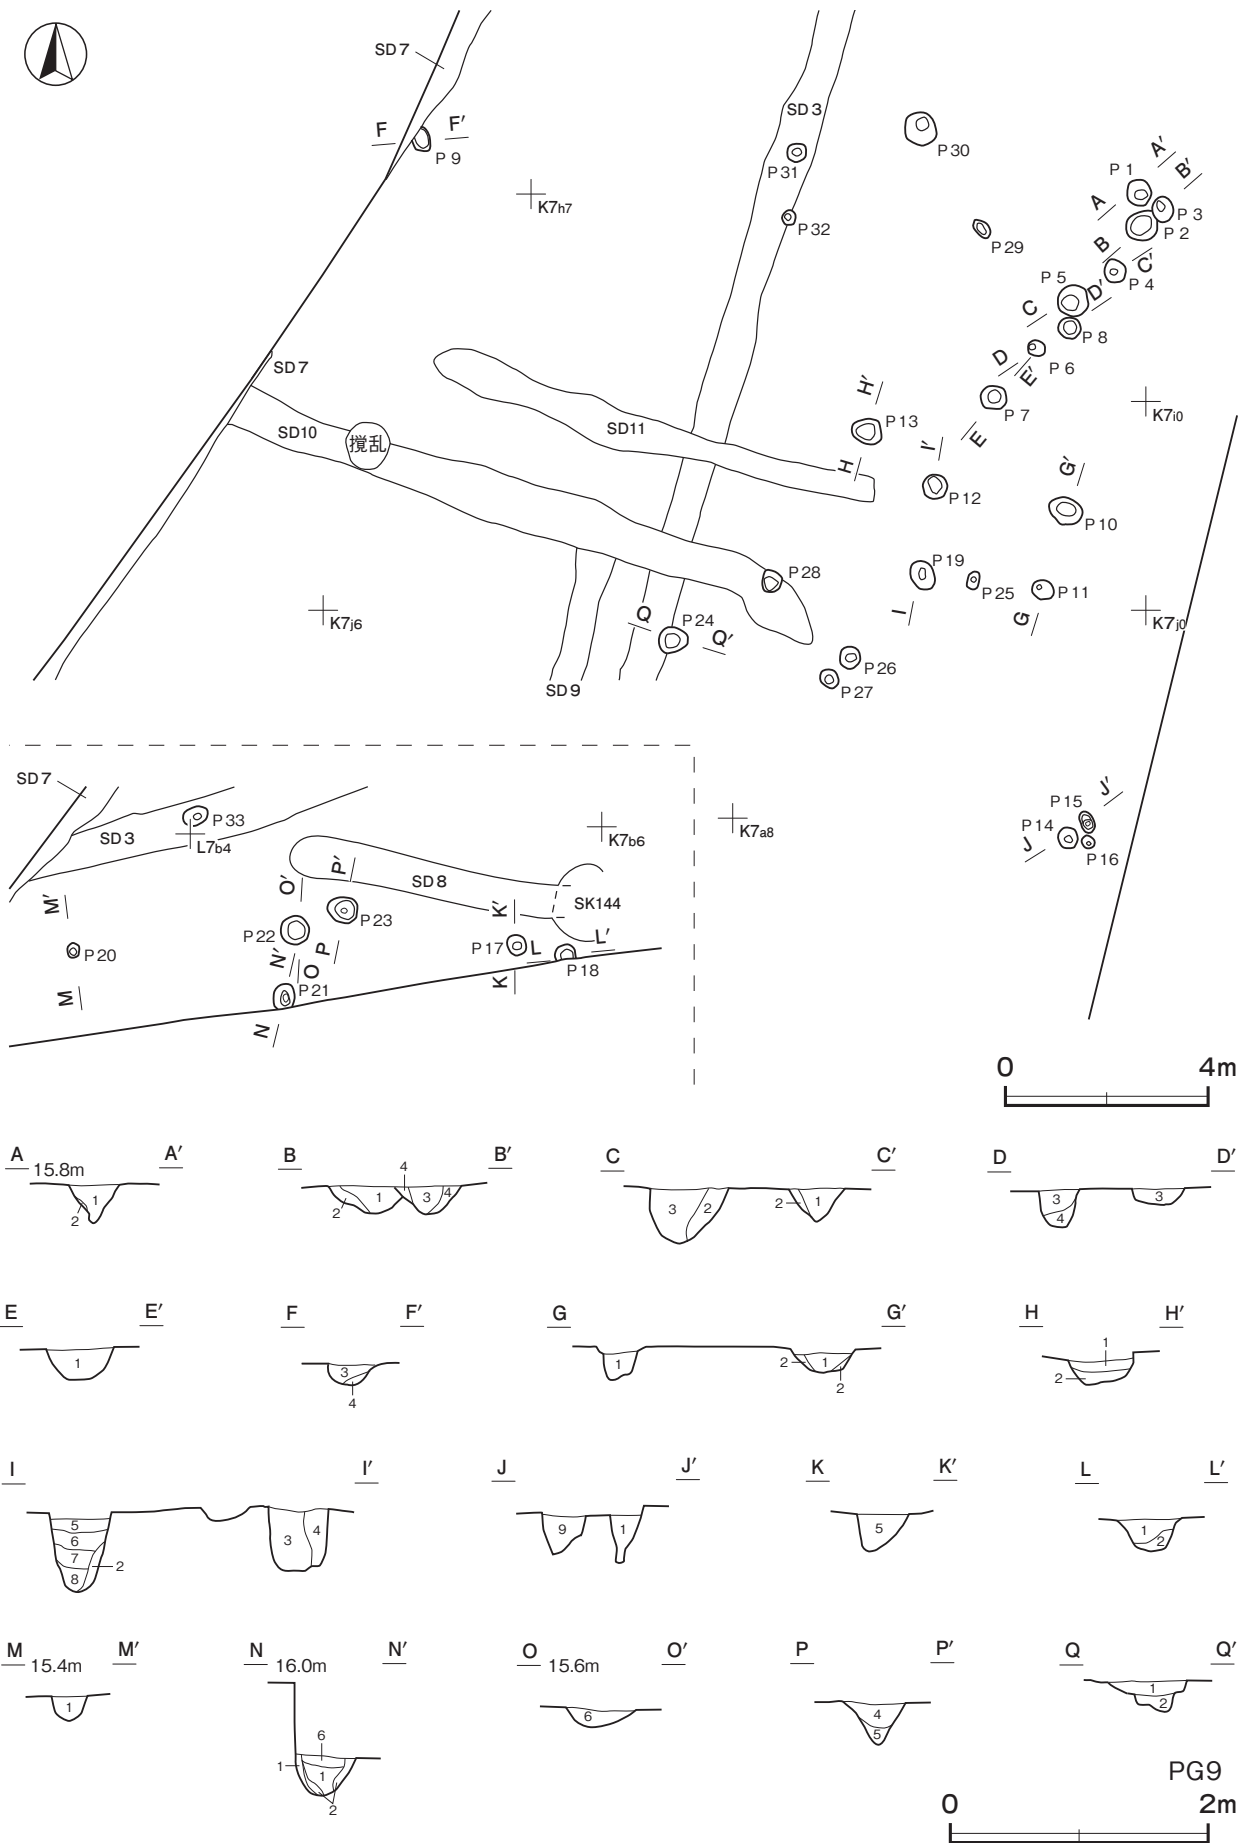 SD7
F F′
P9
K7h7
SD3
P31
P32
P30
P29
A′
B′
P1
A
P3
P2
B
C′
P4
P5
D′
C
P8
D
E′
P6
P7
E
K7i0
SD7
SD10
撹乱
SD11
H′
P13
H
I′
P12
G′
P10
P19
P25
P11
I
G
K7j0
P28
K7j6
Q
P24
Q′
SD9
P26
P27
SD7
SD3
P33
L7b4
K7b6
K7a8
J′
P15
P14
J
P16
M′
P20
M
O′
P′
SD8
SK144
P22
P23
K′
P17
L L′
P18
K
N′
O
P
P21
N
0 4m
A 15.8m A′
1
2
B B′
4
1 3 4
2
C C′
3 2
2 1
D D′
3
4
3
E E′
1
F F′
3
4
G G′
1
2 1
2
H H′
1
2
I I′
5
6
7
8
2
3 4
J J′
9 1
K K′
5
L L′
1
2
M 15.4m M′
1
N 16.0m N′
6
1
1
2
O 15.6m O′
6
P P′
4
5
Q Q′
1
2
PG9
0 2m